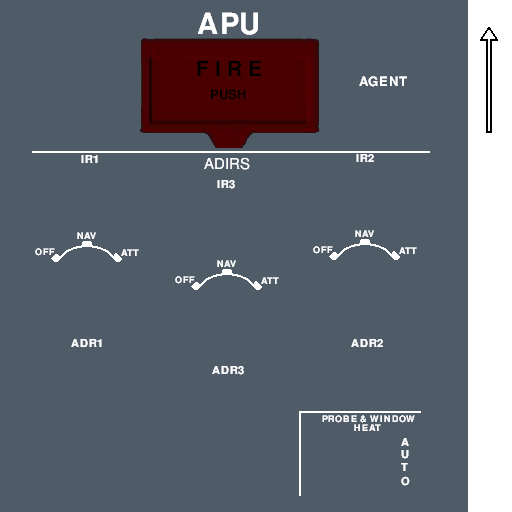 APU
FIRE
PUSH
AGENT
IR1
ADIRS
IR2
IR3
OFF NAV ATT
OFF NAV ATT
OFF NAV ATT
ADR1
ADR3
ADR2
PROBE & WINDOW
HEAT
AUTO